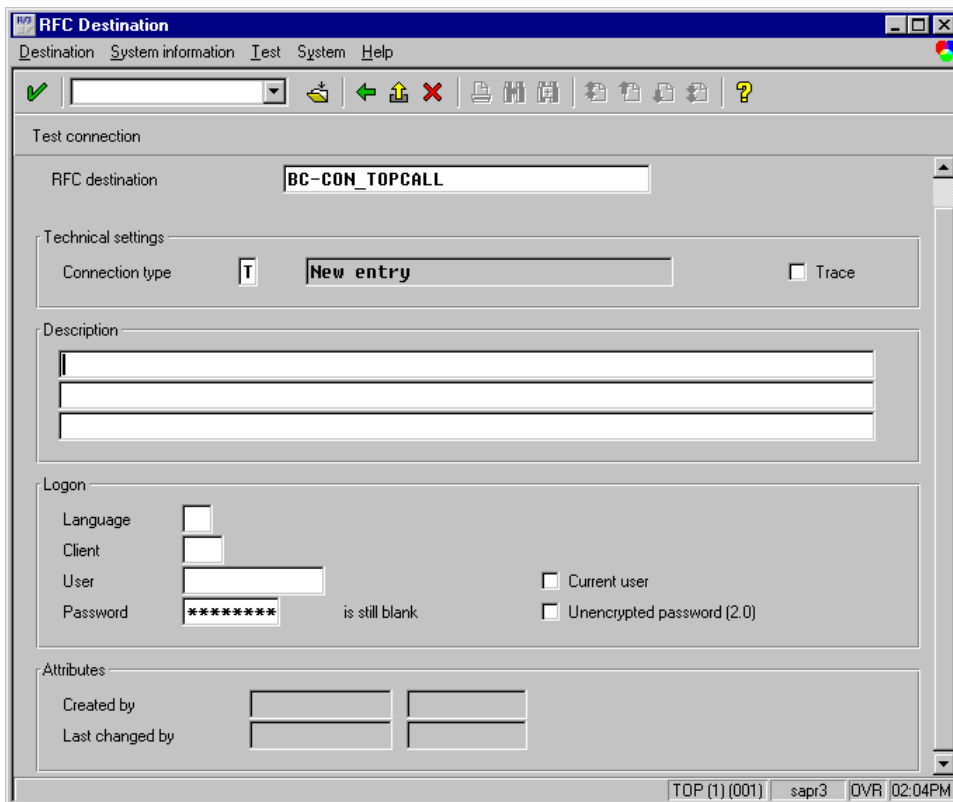 R/3 RFC Destination
Destination System information Test System Help
Test connection
RFC destination BC-CON_TOPCALL
Technical settings
Connection type T New entry Trace
Description
Logon
Language
Client
User Current user
Password ******** is still blank Unencrypted password (2.0)
Attributes
Created by
Last changed by
TOP (1) (001) sapr3 OVR 02:04PM